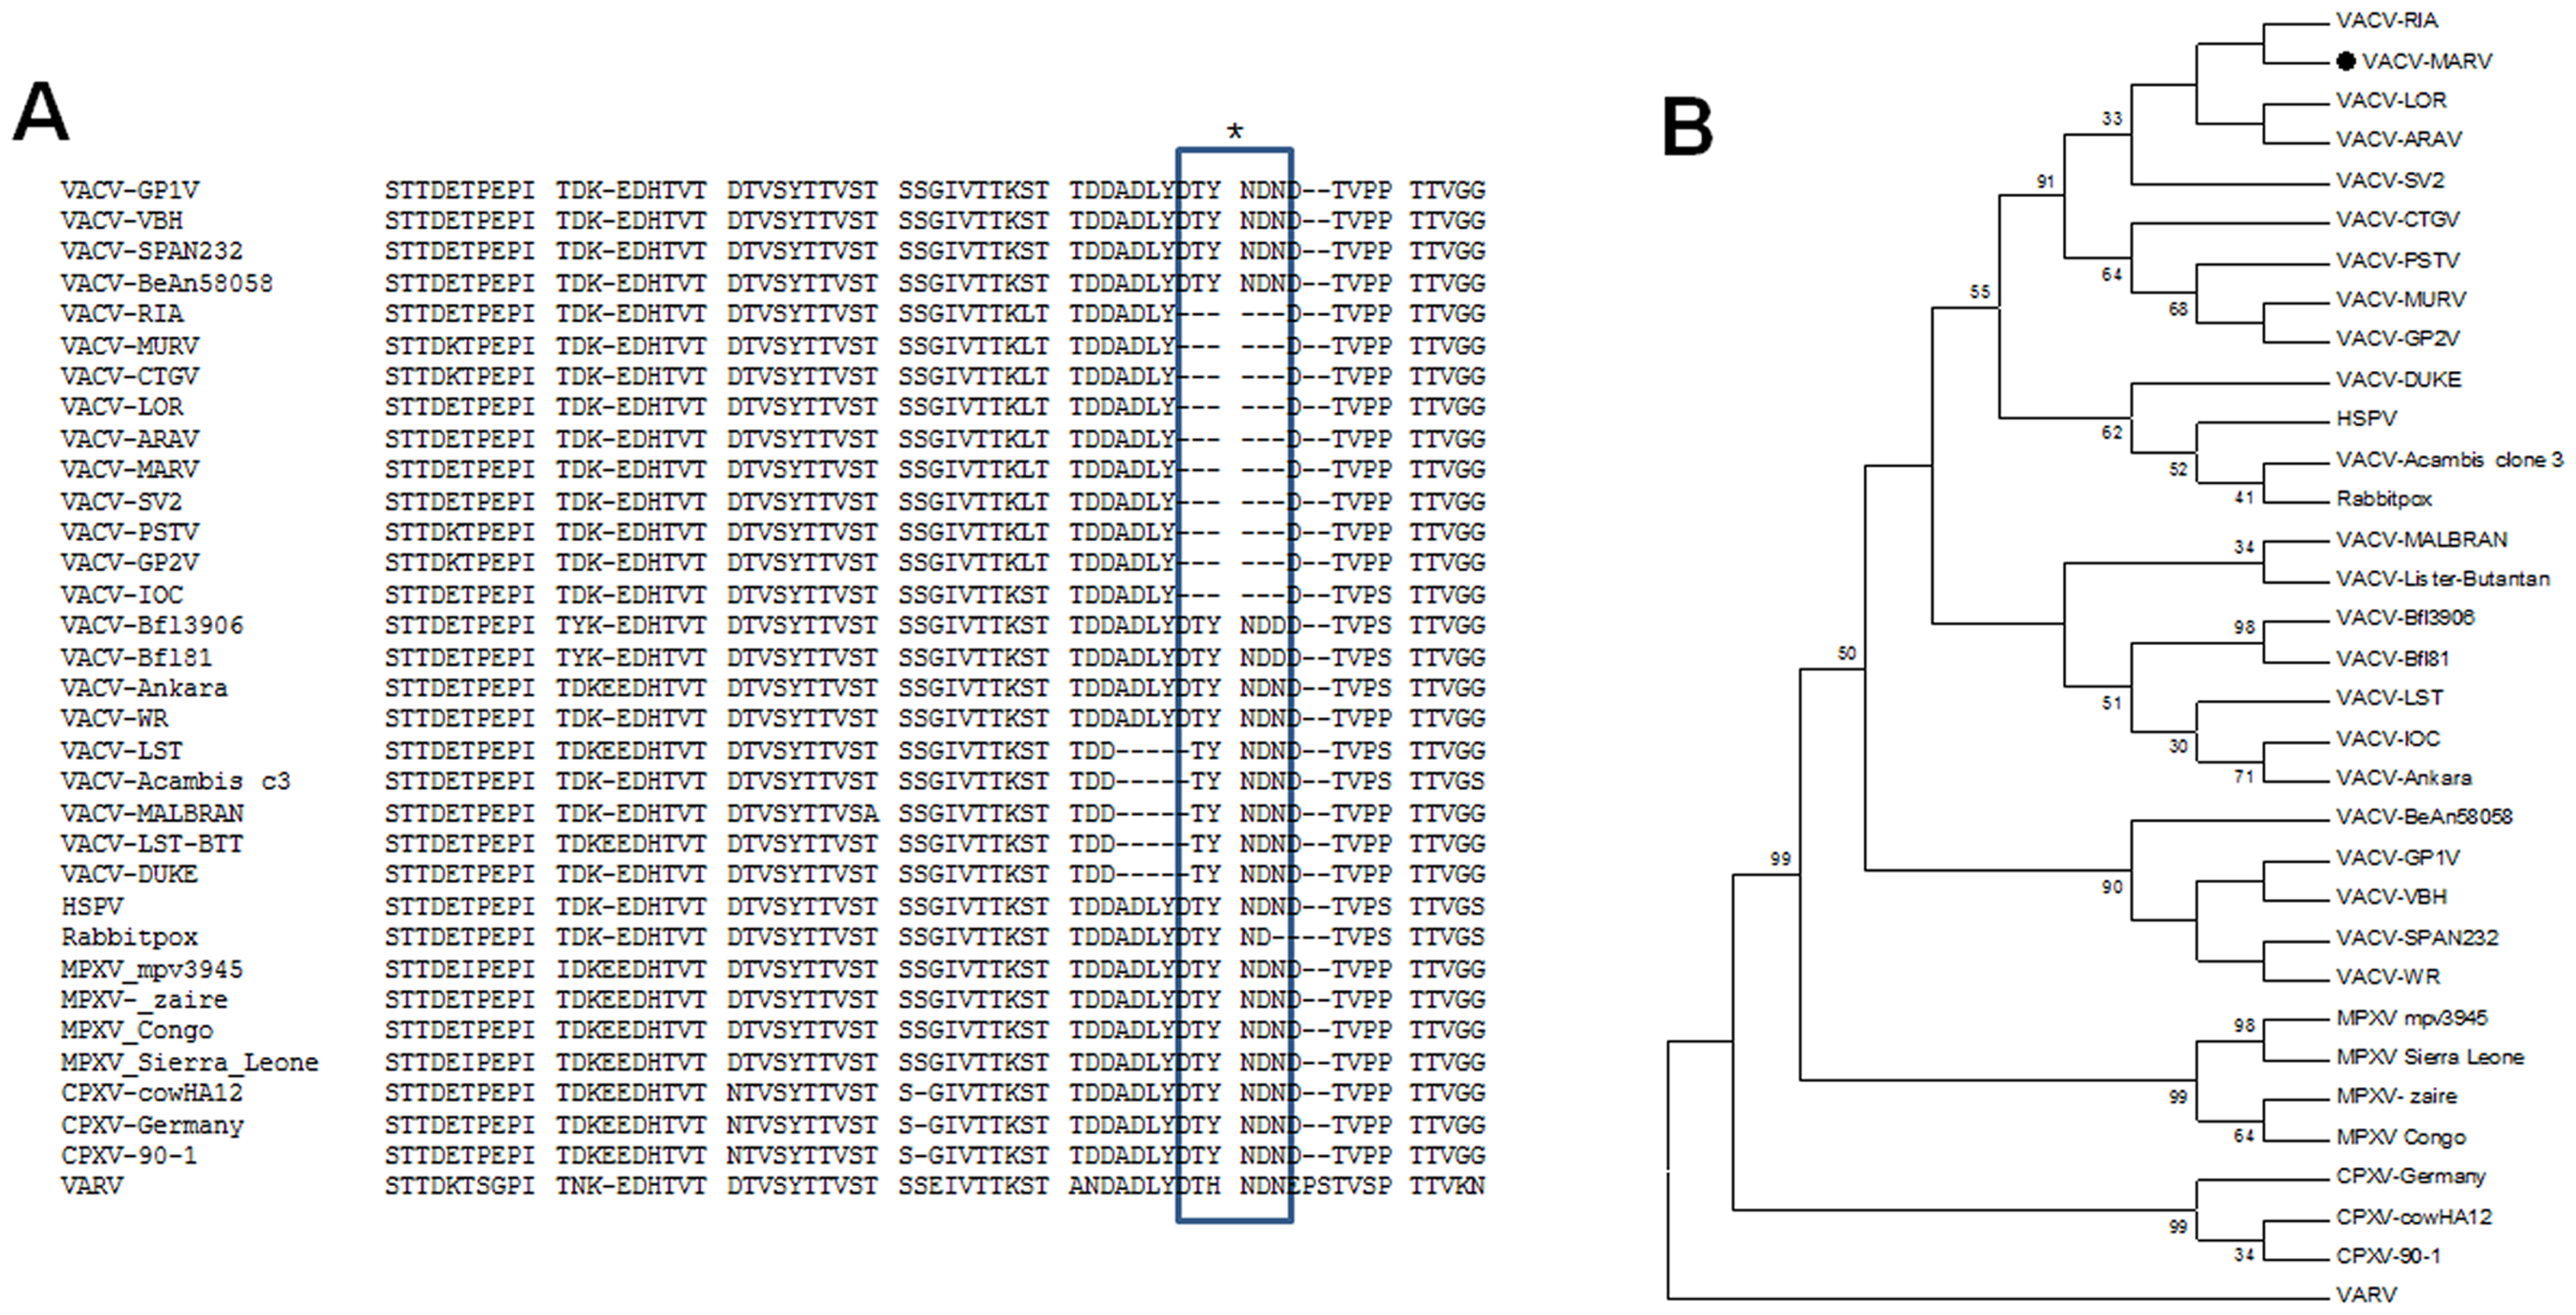 A
*
VACV-GP1V STTDETPEPI TDK-EDHTVT DTVSYTTVST SSGIVTTKST TDDADLYDTY NDND--TVPP TTVGG
VACV-VBH STTDETPEPI TDK-EDHTVT DTVSYTTVST SSGIVTTKST TDDADLYDTY NDND--TVPP TTVGG
VACV-SPAN232 STTDETPEPI TDK-EDHTVT DTVSYTTVST SSGIVTTKST TDDADLYDTY NDND--TVPP TTVGG
VACV-BeAn58058 STTDETPEPI TDK-EDHTVT DTVSYTTVST SSGIVTTKST TDDADLYDTY NDND--TVPP TTVGG
VACV-RIA STTDETPEPI TDK-EDHTVT DTVSYTTVST SSGIVTTKLT TDDADLY--- ---D--TVPP TTVGG
VACV-MURV STTDKTPEPI TDK-EDHTVT DTVSYTTVST SSGIVTTKLT TDDADLY--- ---D--TVPP TTVGG
VACV-CTGV STTDKTPEPI TDK-EDHTVT DTVSYTTVST SSGIVTTKLT TDDADLY--- ---D--TVPP TTVGG
VACV-LOR STTDETPEPI TDK-EDHTVT DTVSYTTVST SSGIVTTKLT TDDADLY--- ---D--TVPP TTVGG
VACV-ARAV STTDETPEPI TDK-EDHTVT DTVSYTTVST SSGIVTTKLT TDDADLY--- ---D--TVPP TTVGG
VACV-MARV STTDETPEPI TDK-EDHTVT DTVSYTTVST SSGIVTTKLT TDDADLY--- ---D--TVPP TTVGG
VACV-SV2 STTDETPEPI TDK-EDHTVT DTVSYTTVST SSGIVTTKLT TDDADLY--- ---D--TVPP TTVGG
VACV-PSTV STTDKTPEPI TDK-EDHTVT DTVSYTTVST SSGIVTTKLT TDDADLY--- ---D--TVPP TTVGG
VACV-GP2V STTDKTPEPI TDK-EDHTVT DTVSYTTVST SSGIVTTKLT TDDADLY--- ---D--TVPP TTVGG
VACV-IOC STTDETPEPI TDK-EDHTVT DTVSYTTVST SSGIVTTKST TDDADLY--- ---D--TVPS TTVGG
VACV-Bfl3906 STTDETPEPI TYK-EDHTVT DTVSYTTVST SSGIVTTKST TDDADLYDTY NDDD--TVPS TTVGG
VACV-Bfl81 STTDETPEPI TYK-EDHTVT DTVSYTTVST SSGIVTTKST TDDADLYDTY NDDD--TVPS TTVGG
VACV-Ankara STTDETPEPI TDKEEDHTVT DTVSYTTVST SSGIVTTKST TDDADLYDTY NDND--TVPS TTVGG
VACV-WR STTDETPEPI TDK-EDHTVT DTVSYTTVST SSGIVTTKST TDDADLYDTY NDND--TVPP TTVGG
VACV-LST STTDETPEPI TDKEEDHTVT DTVSYTTVST SSGIVTTKST TDD-----TY NDND--TVPS TTVGG
VACV-Acambis c3 STTDETPEPI TDK-EDHTVT DTVSYTTVST SSGIVTTKST TDD-----TY NDND--TVPS TTVGS
VACV-MALBRAN STTDETPEPI TDK-EDHTVT DTVSYTTVSA SSGIVTTKST TDD-----TY NDND--TVPS TTVGG
VACV-LST-BTT STTDETPEPI TDKEEDHTVT DTVSYTTVST SSGIVTTKST TDD-----TY NDND--TVPS TTVGG
VACV-DUKE STTDETPEPI TDK-EDHTVT DTVSYTTVST SSGIVTTKST TDD-----TY NDND--TVPP TTVGG
HSPV STTDETPEPI TDK-EDHTVT DTVSYTTVST SSGIVTTKST TDDADLYDTY NDND--TVPS TTVGS
Rabbitpox STTDETPEPI TDK-EDHTVT DTVSYTTVST SSGIVTTKST TDDADLYDTY ND----TVPS TTVGS
MPXV_mpv3945 STTDEIPEPI IDKEEDHTVT DTVSYTTVST SSGIVTTKST TDDADLYDTY NDND--TVPP TTVGG
MPXV-_zaire STTDETPEPI TDKEEDHTVT DTVSYTTVST SSGIVTTKST TDDADLYDTY NDND--TVPP TTVGG
MPXV_Congo STTDETPEPI TDKEEDHTVT DTVSYTTVST SSGIVTTKST TDDADLYDTY NDND--TVPP TTVGG
MPXV_Sierra_Leone STTDEIPEPI TDKEEDHTVT DTVSYTTVST SSGIVTTKST TDDADLYDTY NDND--TVPP TTVGG
CPXV-cowHA12 STTDETPEPI TDKEEDHTVT NTVSYTTVST S-GIVTTKST TDDADLYDTY NDND--TVPP TTVGG
CPXV-Germany STTDETPEPI TDKEEDHTVT NTVSYTTVST S-GIVTTKST TDDADLYDTY NDND--TVPP TTVGG
CPXV-90-1 STTDETPEPI TDKEEDHTVT NTVSYTTVST S-GIVTTKST TDDADLYDTY NDND--TVPP TTVGG
VARV STTDKTSGPI TNK-EDHTVT DTVSYTTVST SSEIVTTKST ANDADLYDTH NDNEPSTVSP TTVKN
B
VACV-RIA
VACV-MARV
VACV-LOR
33
VACV-ARAV
91
VACV-SV2
VACV-CTGV
VACV-PSTV
64
55
VACV-MURV
68
VACV-GP2V
VACV-DUKE
HSPV
62
VACV-Acambis clone 3
52
41
Rabbitpox
VACV-MALBRAN
34
VACV-Lister-Butantan
VACV-Bfl3906
98
50
VACV-Bfl81
VACV-LST
51
VACV-IOC
30
71
VACV-Ankara
VACV-BeAn58058
99
VACV-GP1V
90
VACV-VBH
VACV-SPAN232
VACV-WR
MPXV mpv3945
98
MPXV Sierra Leone
MPXV- zaire
99
MPXV Congo
64
CPXV-Germany
CPXV-cowHA12
99
34
CPXV-90-1
VARV